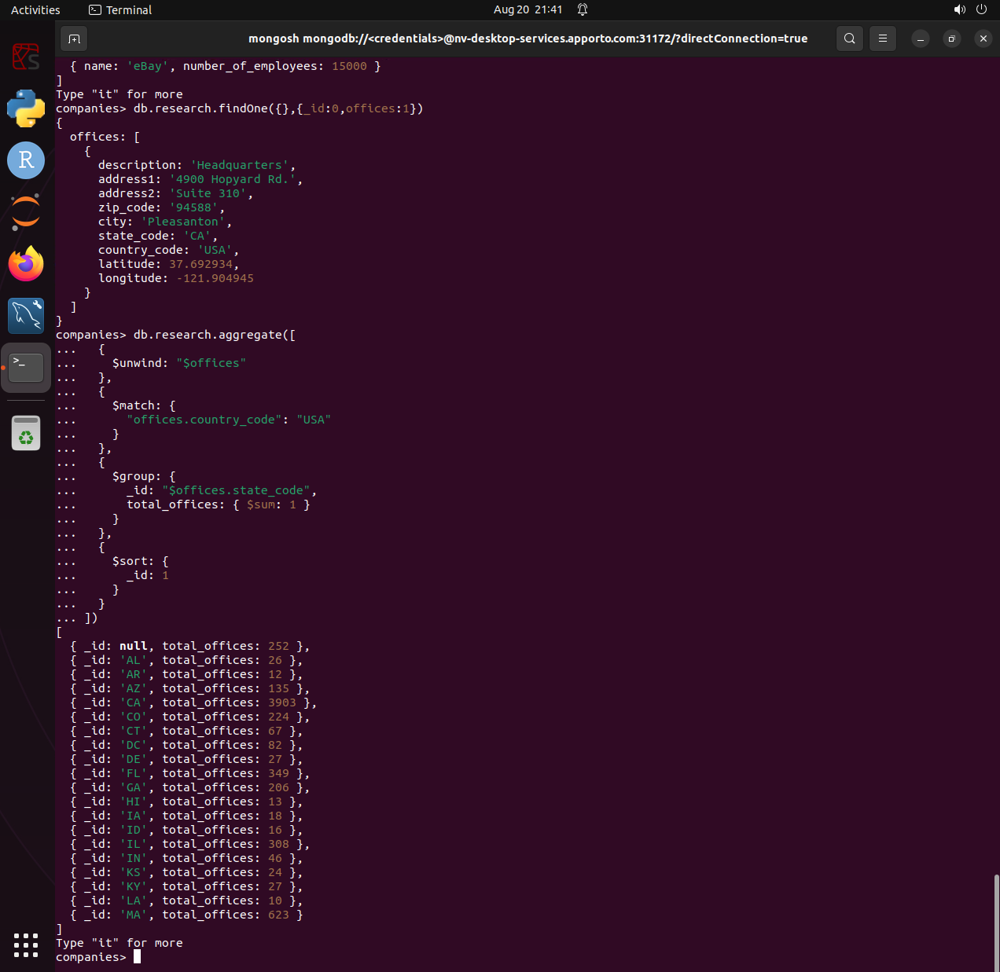 Activities Terminal Aug 20 21:41
mongosh mongodb://<credentials>@nv-desktop-services.apporto.com:31172/?directConnection=true
  { name: 'eBay', number_of_employees: 15000 }
]
Type "it" for more
companies> db.research.findOne({},{_id:0,offices:1})
{
  offices: [
    {
      description: 'Headquarters',
      address1: '4900 Hopyard Rd.',
      address2: 'Suite 310',
      zip_code: '94588',
      city: 'Pleasanton',
      state_code: 'CA',
      country_code: 'USA',
      latitude: 37.692934,
      longitude: -121.904945
    }
  ]
}
companies> db.research.aggregate([
...   {
...     $unwind: "$offices"
...   },
...   {
...     $match: {
...       "offices.country_code": "USA"
...     }
...   },
...   {
...     $group: {
...       _id: "$offices.state_code",
...       total_offices: { $sum: 1 }
...     }
...   },
...   {
...     $sort: {
...       _id: 1
...     }
...   }
... ])
[
  { _id: null, total_offices: 252 },
  { _id: 'AL', total_offices: 26 },
  { _id: 'AR', total_offices: 12 },
  { _id: 'AZ', total_offices: 135 },
  { _id: 'CA', total_offices: 3903 },
  { _id: 'CO', total_offices: 224 },
  { _id: 'CT', total_offices: 67 },
  { _id: 'DC', total_offices: 82 },
  { _id: 'DE', total_offices: 27 },
  { _id: 'FL', total_offices: 349 },
  { _id: 'GA', total_offices: 206 },
  { _id: 'HI', total_offices: 13 },
  { _id: 'IA', total_offices: 18 },
  { _id: 'ID', total_offices: 16 },
  { _id: 'IL', total_offices: 308 },
  { _id: 'IN', total_offices: 46 },
  { _id: 'KS', total_offices: 24 },
  { _id: 'KY', total_offices: 27 },
  { _id: 'LA', total_offices: 10 },
  { _id: 'MA', total_offices: 623 }
]
Type "it" for more
companies>